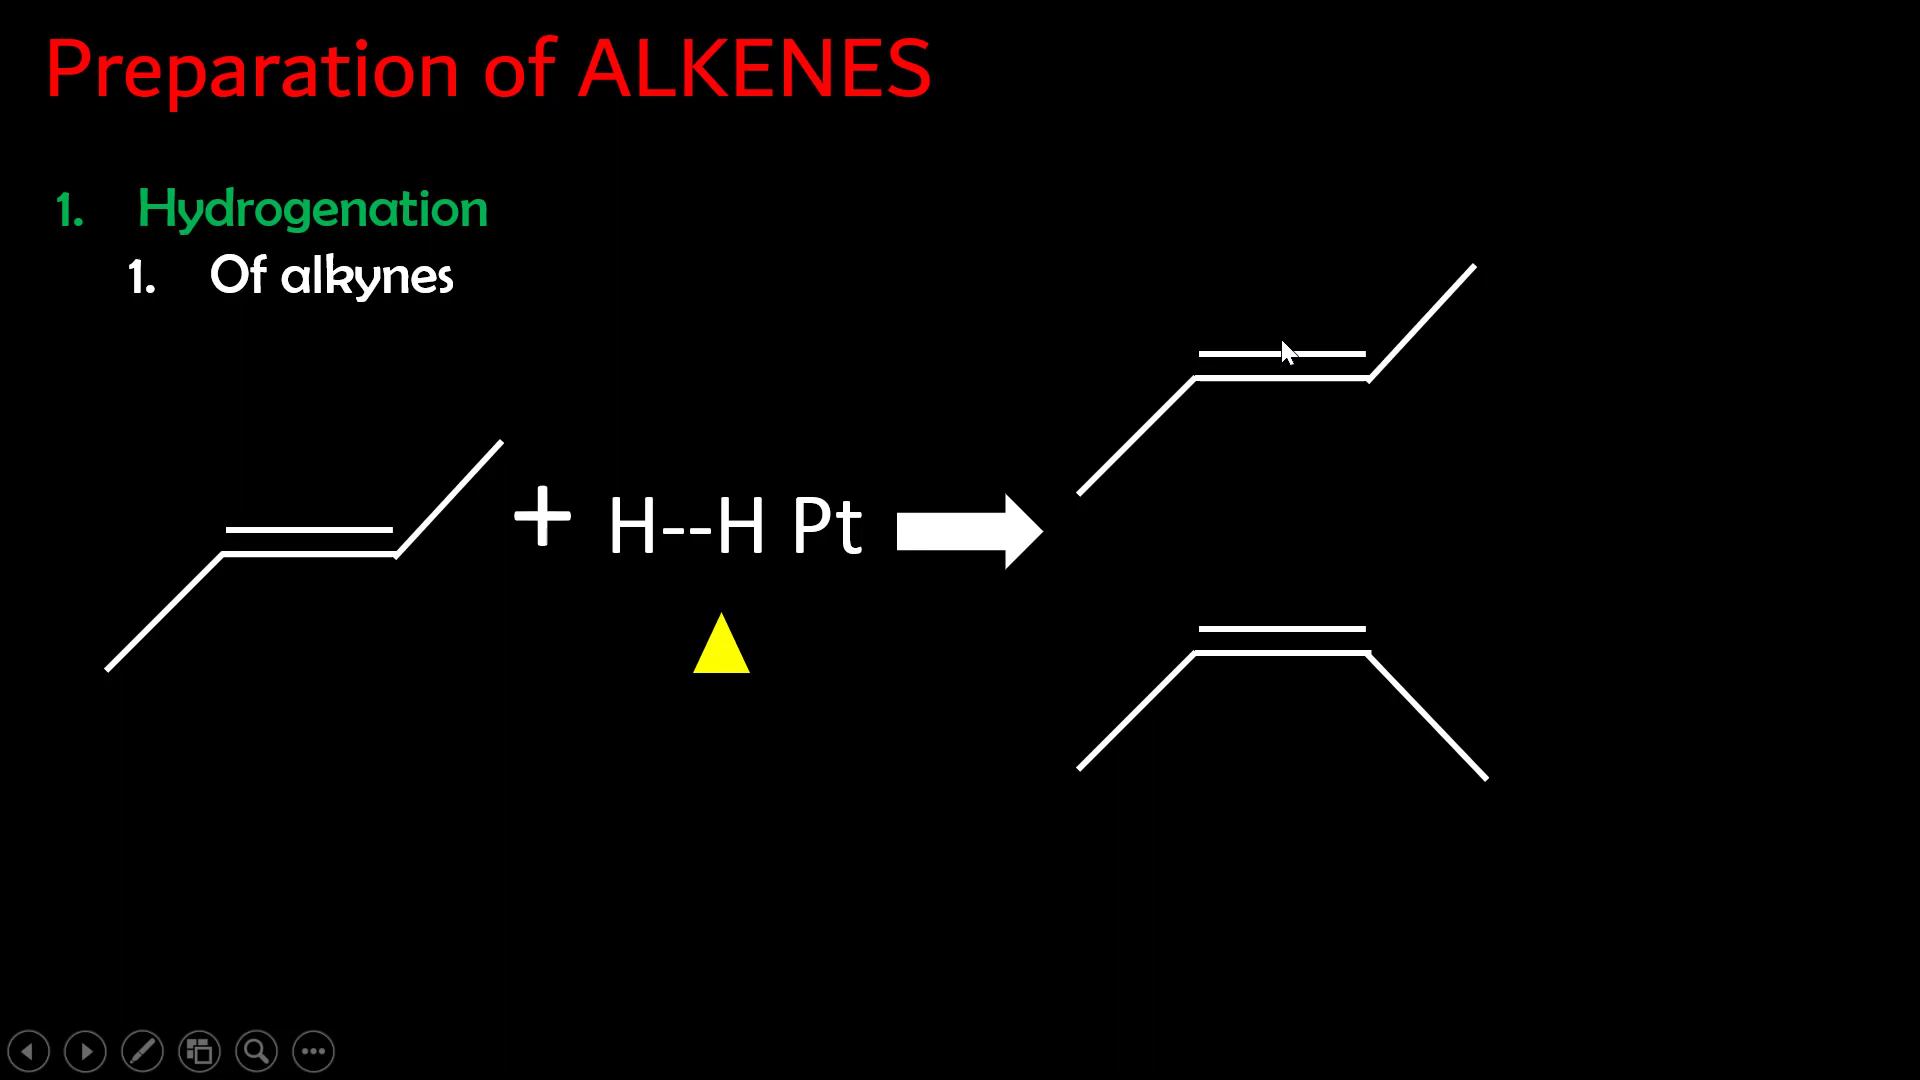 Preparation of ALKENES
1. Hydrogenation
1. Of alkynes
+ H--H Pt